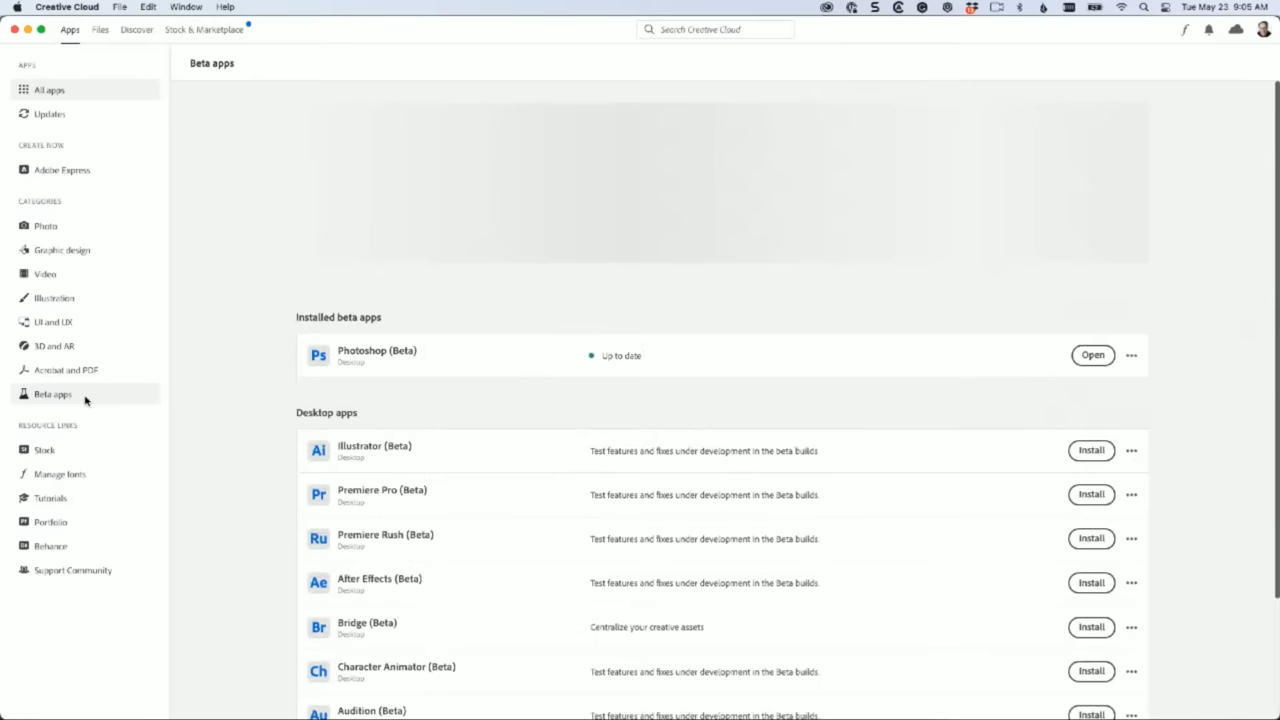 Creative Cloud File Edit Window Help Tue May 23 9:05 AM
Apps Files Discover Stock & Marketplace Search Creative Cloud
APPS
Beta apps
All apps
Updates
CREATE NOW
Adobe Express
CATEGORIES
Photo
Graphic design
Video
Illustration
UI and UX
3D and AR
Acrobat and PDF
Beta apps
RESOURCE LINKS
St Stock
Manage fonts
Tutorials
Portfolio
Behance
Support Community
Installed beta apps
Ps Photoshop (Beta)
Desktop
Up to date
Open
Desktop apps
Ai Illustrator (Beta)
Desktop
Test features and fixes under development in the beta builds
Install
Pr Premiere Pro (Beta)
Desktop
Test features and fixes under development in the Beta builds.
Install
Ru Premiere Rush (Beta)
Desktop
Test features and fixes under development in the Beta builds.
Install
Ae After Effects (Beta)
Desktop
Test features and fixes under development in the Beta builds.
Install
Br Bridge (Beta)
Desktop
Centralize your creative assets
Install
Ch Character Animator (Beta)
Desktop
Test features and fixes under development in the Beta builds.
Install
Au Audition (Beta)
Test features and fixes under development in the Beta builds.
Install